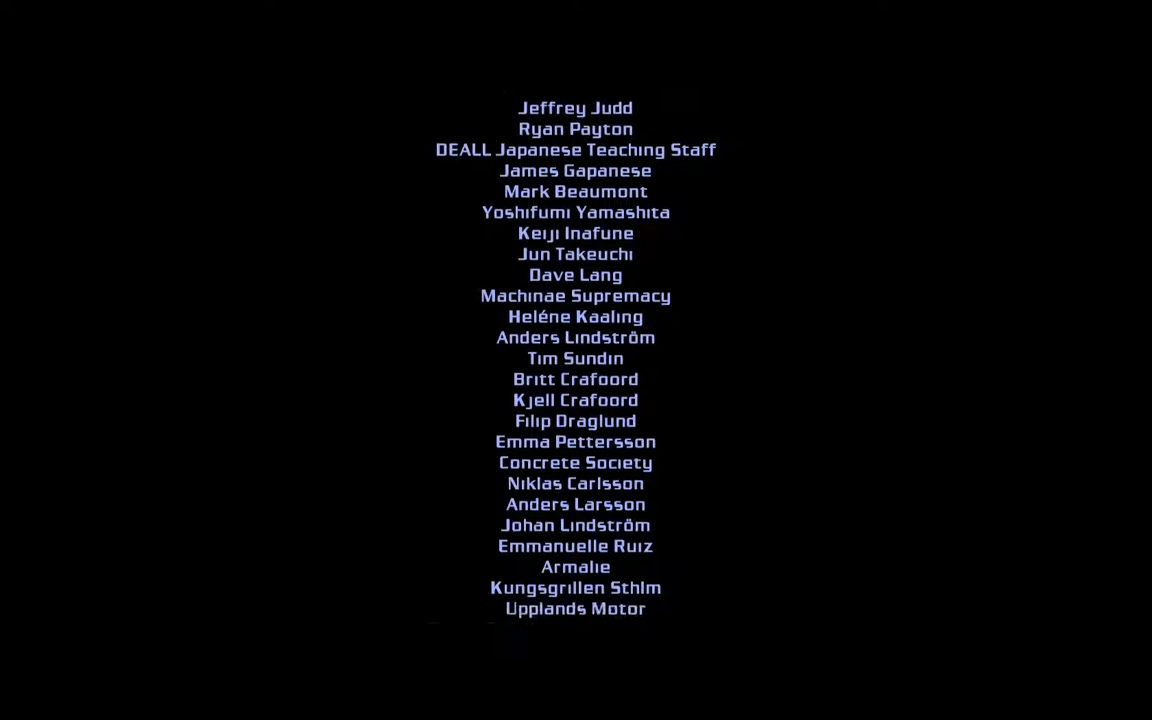 Jeffrey Judd
Ryan Payton
DEALL Japanese Teaching Staff
James Gapanese
Mark Beaumont
Yoshifumi Yamashita
Keiji Inafune
Jun Takeuchi
Dave Lang
Machinae Supremacy
Heléne Kaaling
Anders Lindström
Tim Sundin
Britt Crafoord
Kjell Crafoord
Filip Draglund
Emma Pettersson
Concrete Society
Niklas Carlsson
Anders Larsson
Johan Lindström
Emmanuelle Ruiz
Armalie
Kungsgrillen Sthlm
Upplands Motor